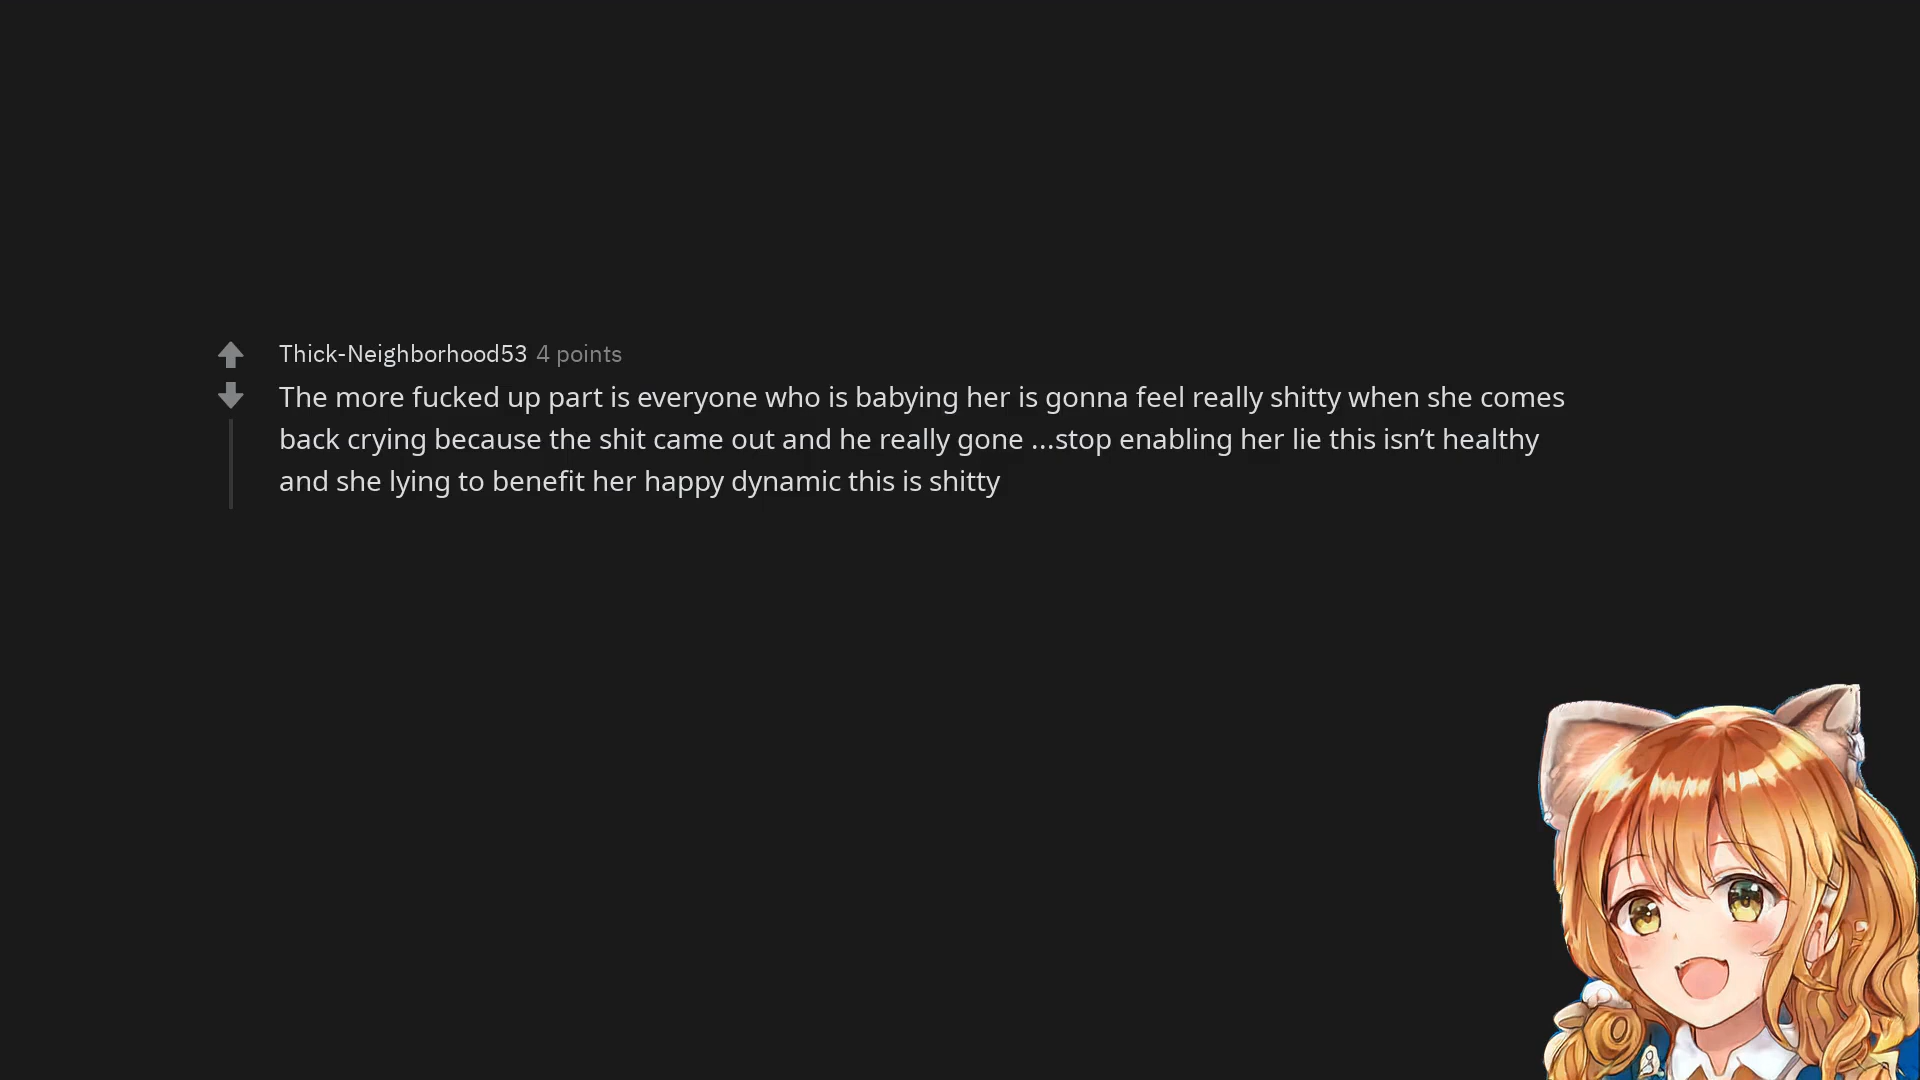 Thick-Neighborhood53 4 points
The more fucked up part is everyone who is babying her is gonna feel really shitty when she comes
back crying because the shit came out and he really gone ...stop enabling her lie this isn’t healthy
and she lying to benefit her happy dynamic this is shitty